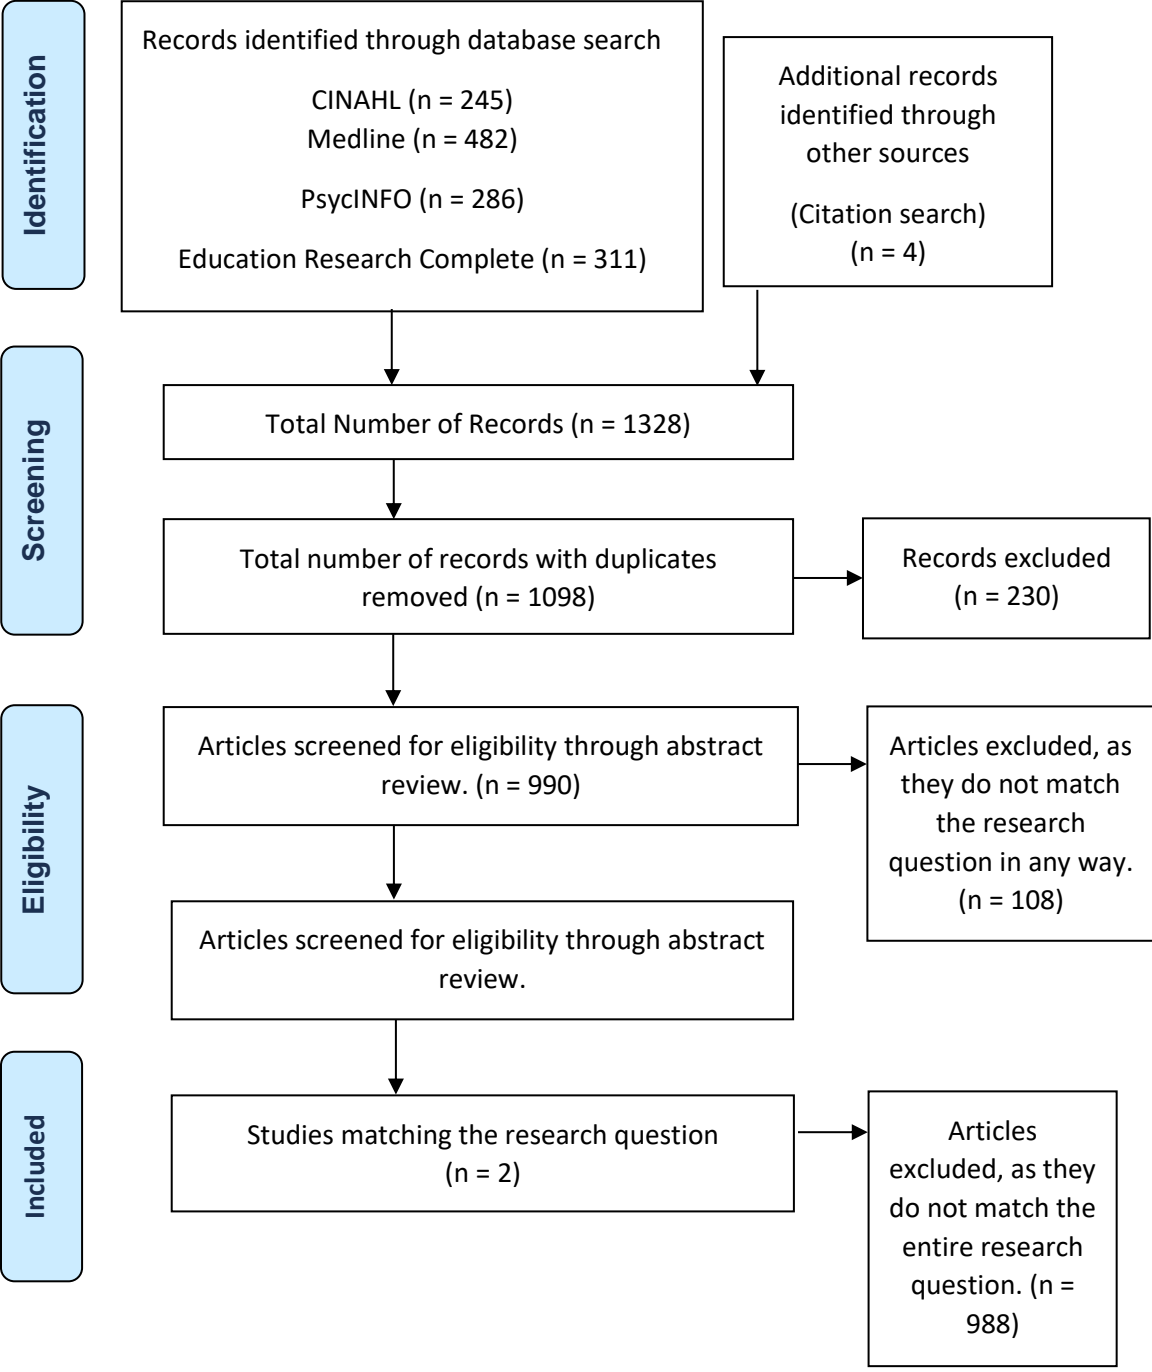 Identification
Records identified through database search
CINAHL (n = 245)
Medline (n = 482)
PsycINFO (n = 286)
Education Research Complete (n = 311)
Additional records
identified through
other sources
(Citation search)
(n = 4)
Screening
Total Number of Records (n = 1328)
Total number of records with duplicates
removed (n = 1098)
Records excluded
(n = 230)
Eligibility
Articles screened for eligibility through abstract
review. (n = 990)
Articles excluded, as
they do not match
the research
question in any way.
(n = 108)
Articles screened for eligibility through abstract
review.
Included
Studies matching the research question
(n = 2)
Articles
excluded, as they
do not match the
entire research
question. (n =
988)